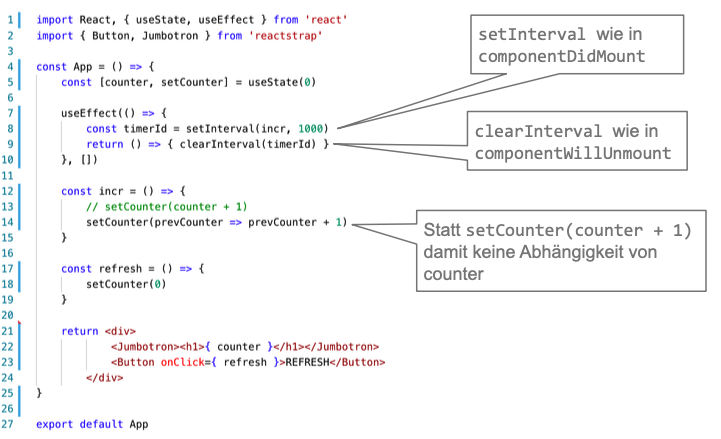 1 import React, { useState, useEffect } from 'react'
2 import { Button, Jumbotron } from 'reactstrap'
3
4 const App = () => {
5 const [counter, setCounter] = useState(0)
6
7 useEffect(() => {
8 const timerId = setInterval(incr, 1000)
9 return () => { clearInterval(timerId) }
10 }, [])
11
12 const incr = () => {
13 // setCounter(counter + 1)
14 setCounter(prevCounter => prevCounter + 1)
15 }
16
17 const refresh = () => {
18 setCounter(0)
19 }
20
21 return <div>
22 <Jumbotron><h1>{ counter }</h1></Jumbotron>
23 <Button onClick={ refresh }>REFRESH</Button>
24 </div>
25 }
26
27 export default App
setInterval wie in
componentDidMount
clearInterval wie in
componentWillUnmount
Statt setCounter(counter + 1)
damit keine Abhängigkeit von
counter